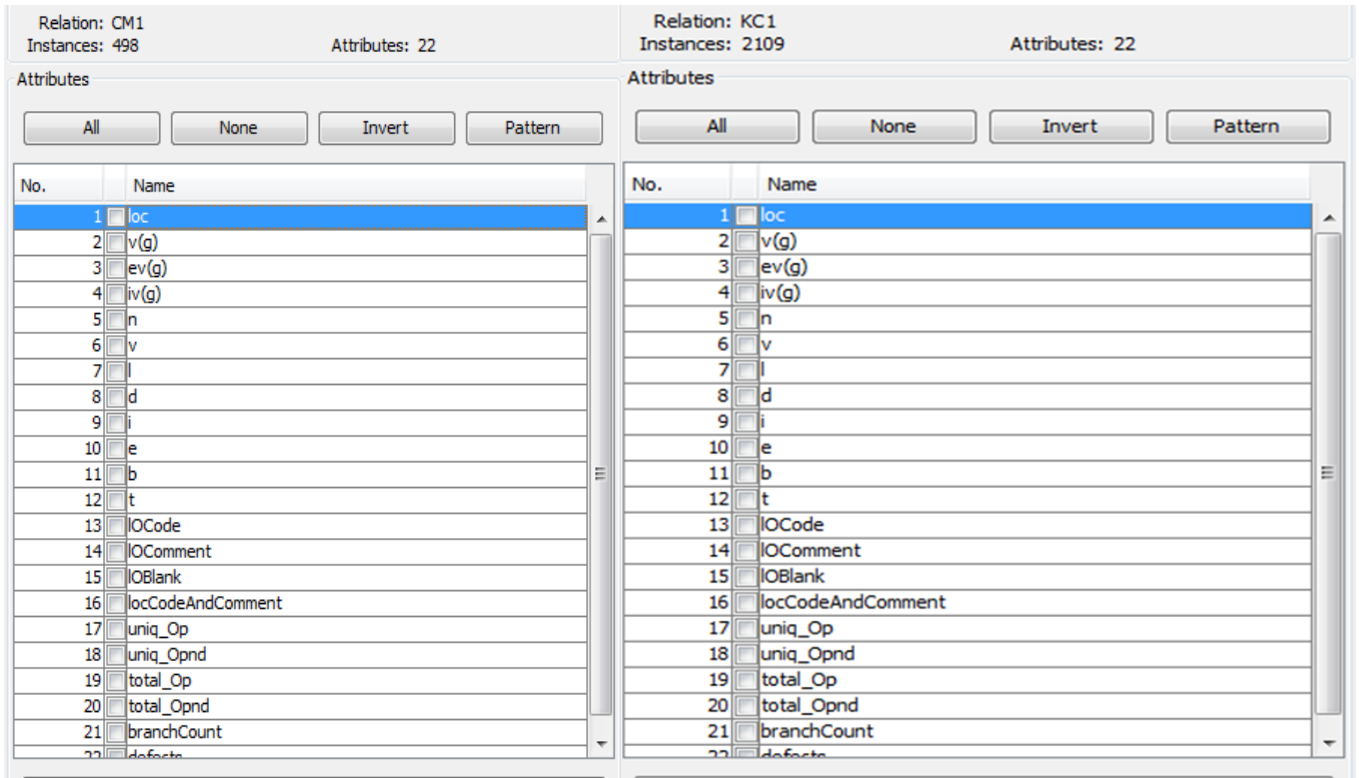 Relation: CM1
Instances: 498 Attributes: 22
Attributes
All None Invert Pattern
No. Name
1 loc
2 v(g)
3 ev(g)
4 iv(g)
5 n
6 v
7 l
8 d
9 i
10 e
11 b
12 t
13 lOCode
14 lOComment
15 lOBlank
16 locCodeAndComment
17 uniq_Op
18 uniq_Opnd
19 total_Op
20 total_Opnd
21 branchCount
22 defects
Relation: KC1
Instances: 2109 Attributes: 22
Attributes
All None Invert Pattern
No. Name
1 loc
2 v(g)
3 ev(g)
4 iv(g)
5 n
6 v
7 l
8 d
9 i
10 e
11 b
12 t
13 lOCode
14 lOComment
15 lOBlank
16 locCodeAndComment
17 uniq_Op
18 uniq_Opnd
19 total_Op
20 total_Opnd
21 branchCount
22 defects